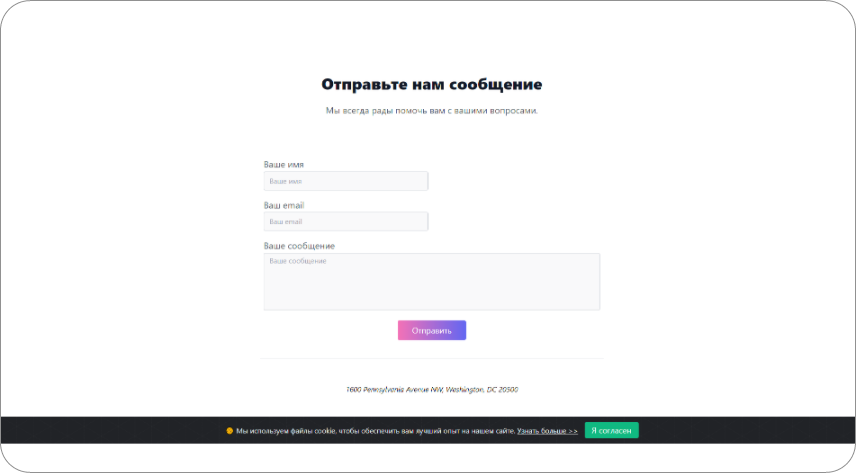 Отправьте нам сообщение
Мы всегда рады помочь вам с вашими вопросами.
Ваше имя
Ваше имя
Ваш email
Ваш email
Ваше сообщение
Ваше сообщение
Отправить
1600 Pennsylvania Avenue NW, Washington, DC 20500
Мы используем файлы cookie, чтобы обеспечить вам лучший опыт на нашем сайте. Узнать больше >> Я согласен